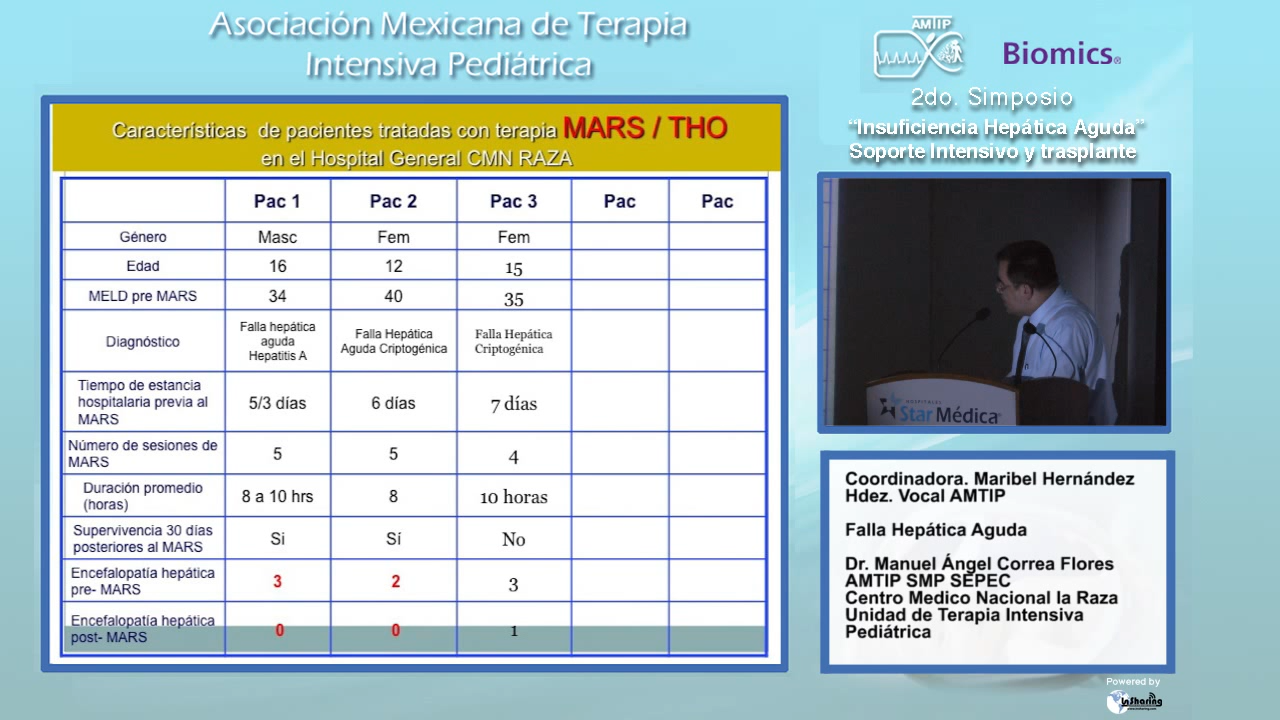 Asociación Mexicana de Terapia
Intensiva Pediátrica
AMTIP
Biomics®
2do. Simposio
“Insuficiencia Hepática Aguda”
Soporte Intensivo y trasplante
Características de pacientes tratadas con terapia MARS / THO
en el Hospital General CMN RAZA
Pac 1 Pac 2 Pac 3 Pac Pac
Género Masc Fem Fem
Edad 16 12 15
MELD pre MARS 34 40 35
Diagnóstico
Falla hepática
aguda
Hepatitis A
Falla Hepática
Aguda Criptogénica
Falla Hepática
Criptogénica
Tiempo de estancia
hospitalaria previa al
MARS
5/3 días 6 días 7 días
Número de sesiones de
MARS
5 5 4
Duración promedio
(horas)
8 a 10 hrs 8 10 horas
Supervivencia 30 días
posteriores al MARS
Si Sí No
Encefalopatía hepática
pre- MARS
3 2 3
Encefalopatía hepática
post- MARS
0 0 1
HOSPITALES
Star Médica
Coordinadora. Maribel Hernández
Hdez. Vocal AMTIP
Falla Hepática Aguda
Dr. Manuel Ángel Correa Flores
AMTIP SMP SEPEC
Centro Medico Nacional la Raza
Unidad de Terapia Intensiva
Pediátrica
Powered by
InSharing